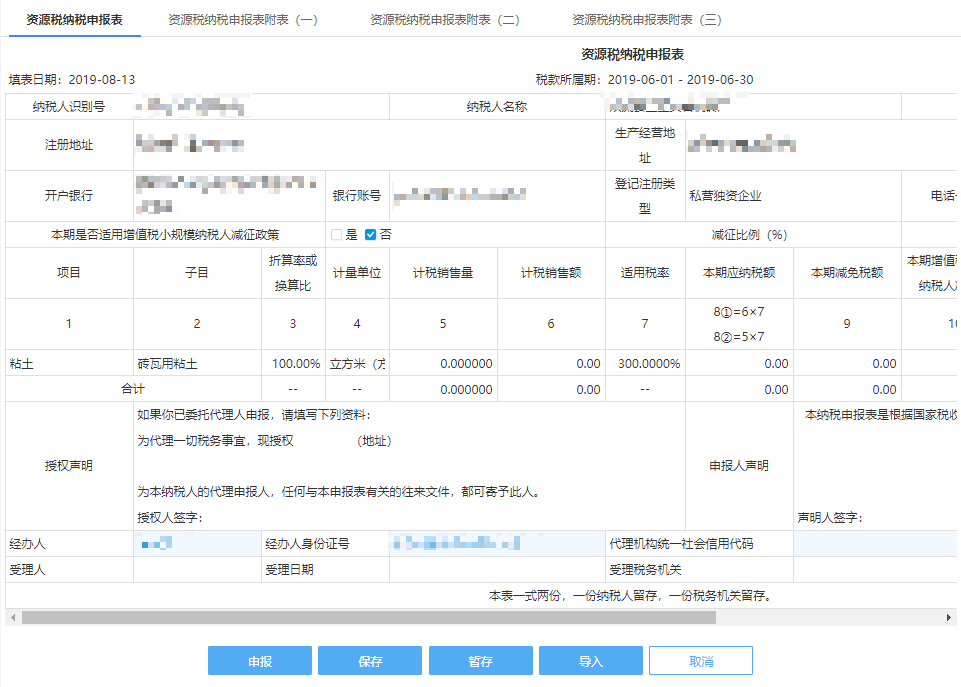 资源税纳税申报表 资源税纳税申报表附表（一） 资源税纳税申报表附表（二） 资源税纳税申报表附表（三）
资源税纳税申报表
填表日期：2019-08-13 税款所属期：2019-06-01 - 2019-06-30
纳税人识别号 纳税人名称
注册地址 生产经营地
址
开户银行 银行账号 登记注册类
型 私营独资企业 电话
本期是否适用增值税小规模纳税人减征政策 是 否 减征比例（%）
项目 子目 折算率或
换算比 计量单位 计税销售量 计税销售额 适用税率 本期应纳税额 本期减免税额 本期增值税
纳税人
1 2 3 4 5 6 7 8①=6×7
8②=5×7 9 10
粘土 砖瓦用粘土 100.00% 立方米（方 0.000000 0.00 300.0000% 0.00 0.00
合计 -- -- 0.000000 0.00 -- 0.00 0.00
授权声明 如果你已委托代理人申报，请填写下列资料：
为代理一切税务事宜，现授权 （地址）
为本纳税人的代理申报人，任何与本申报表有关的往来文件，都可寄予此人。
授权人签字：
申报人声明 本纳税申报表是根据国家税收
声明人签字：
经办人 经办人身份证号 代理机构统一社会信用代码
受理人 受理日期 受理税务机关
本表一式两份，一份纳税人留存，一份税务机关留存。
申报 保存 暂存 导入 取消